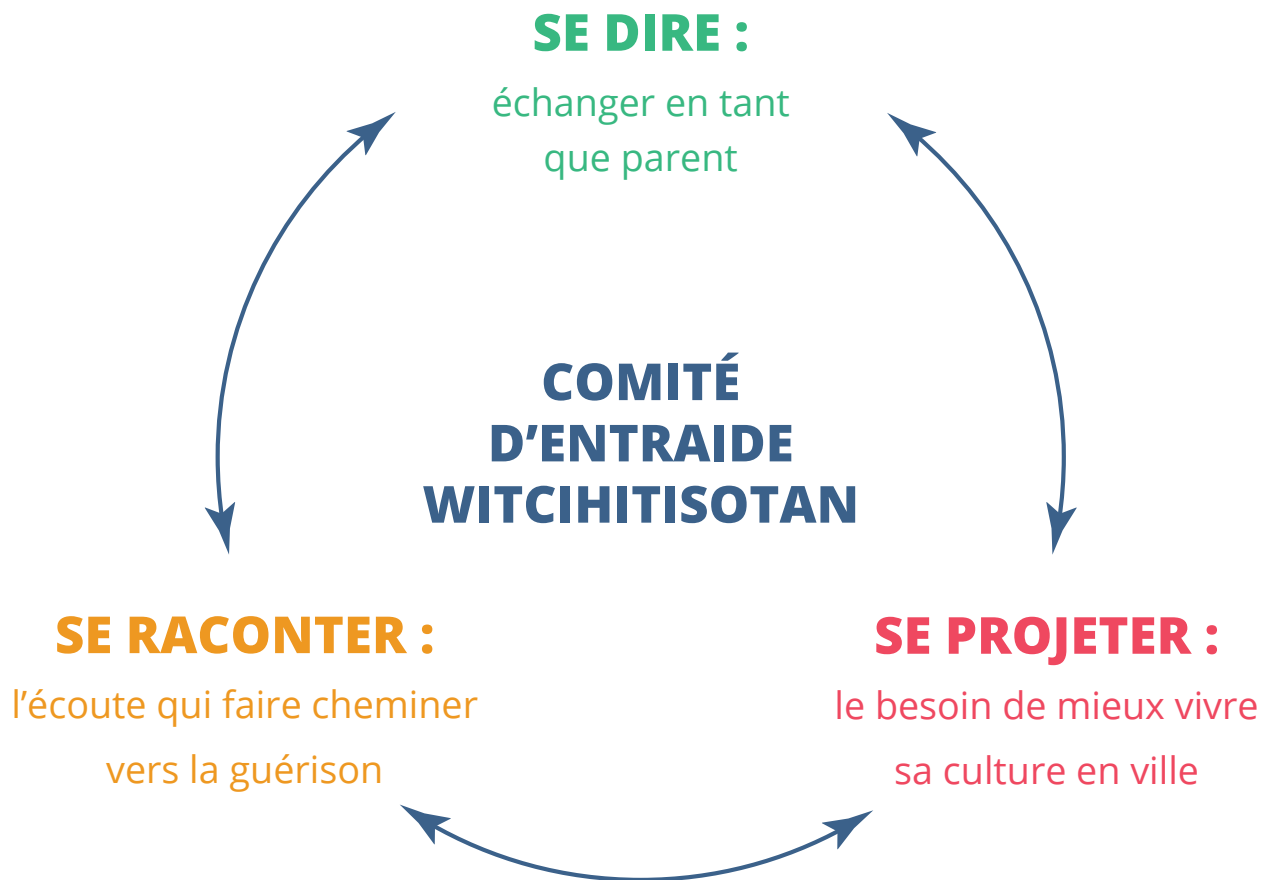 SE DIRE :
échanger en tant
que parent
COMITÉ
D’ENTRAIDE
WITCIHITISOTAN
SE RACONTER :
l’écoute qui faire cheminer
vers la guérison
SE PROJETER :
le besoin de mieux vivre
sa culture en ville